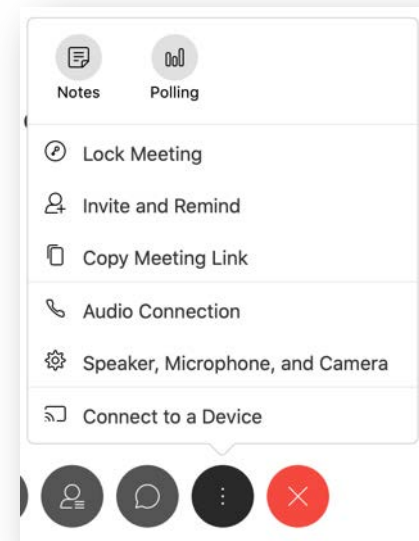 Notes
Polling
Lock Meeting
Invite and Remind
Copy Meeting Link
Audio Connection
Speaker, Microphone, and Camera
Connect to a Device